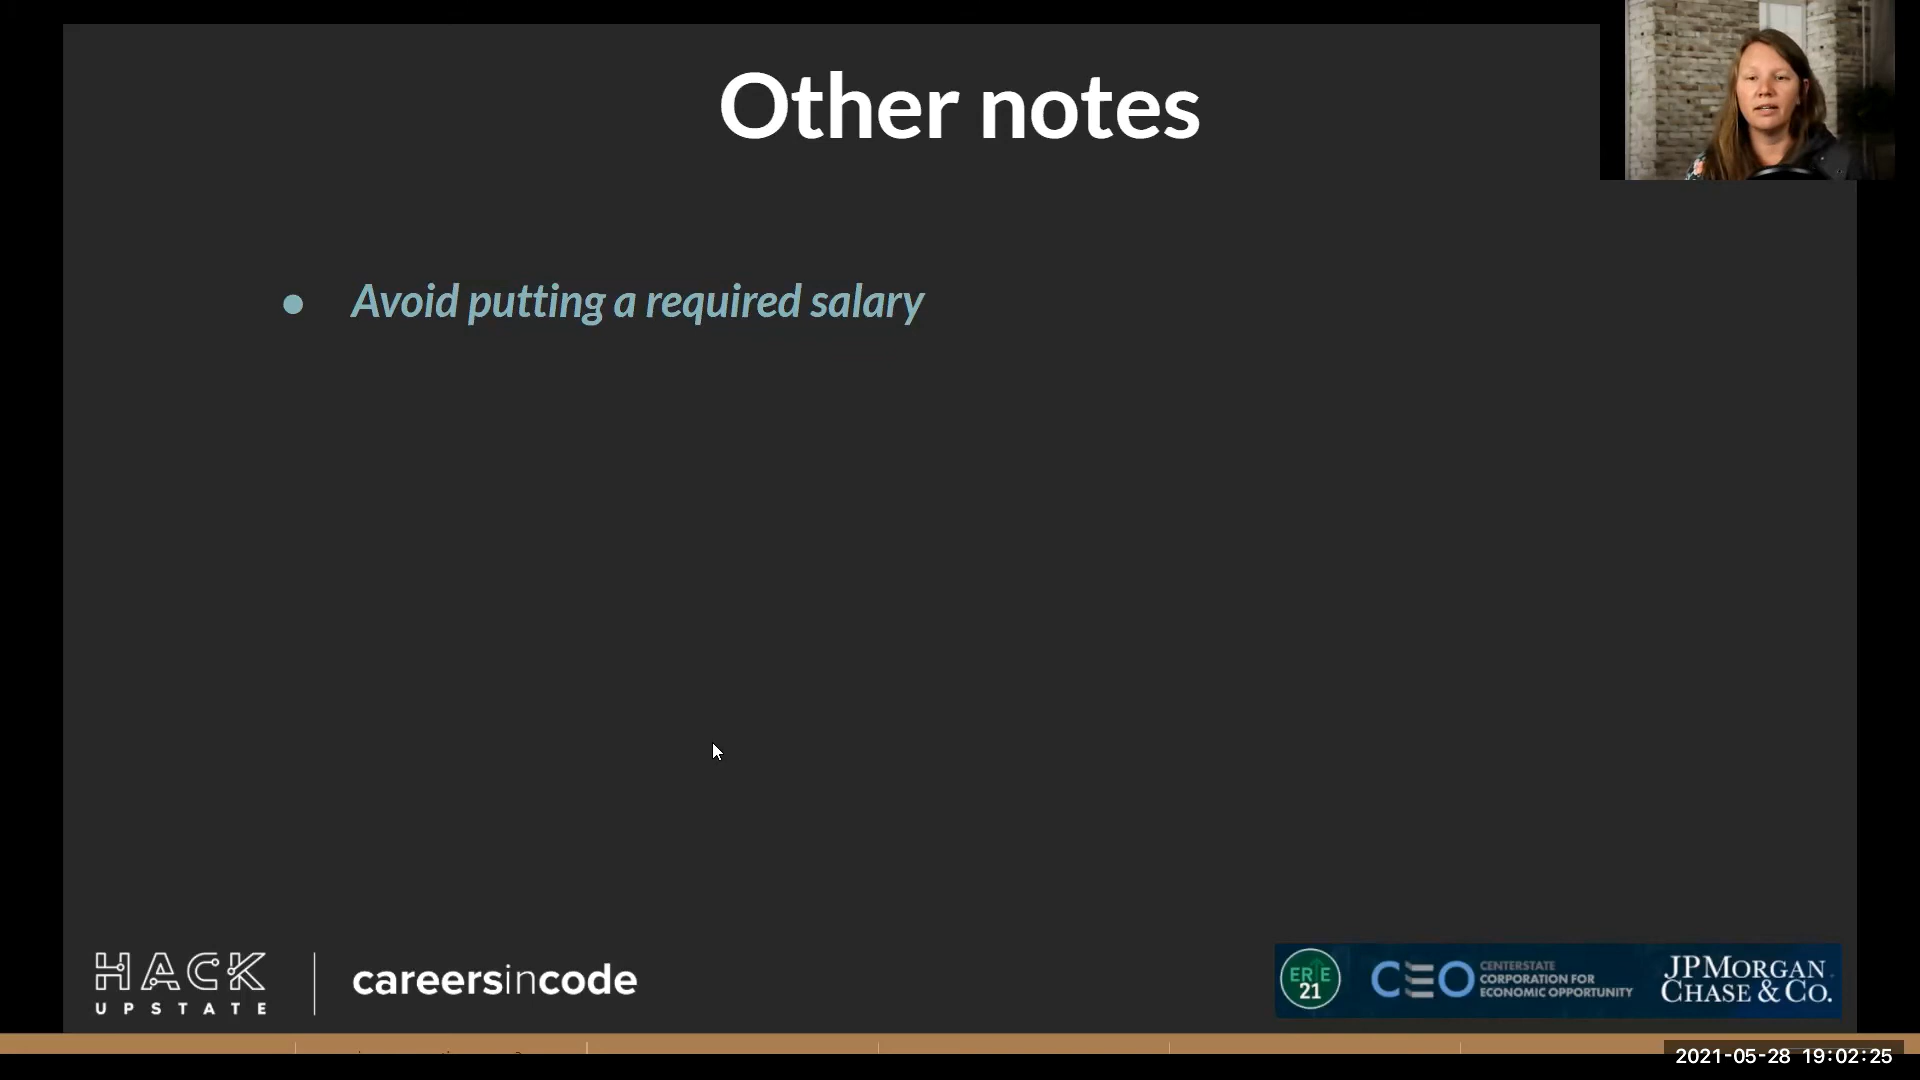 Other notes
● Avoid putting a required salary
HACK
UPSTATE
careersincode
ERIE
21
CEO
CENTERSTATE
CORPORATION FOR
ECONOMIC OPPORTUNITY
JPMORGAN
CHASE & CO.
2021-05-28 19:02:25